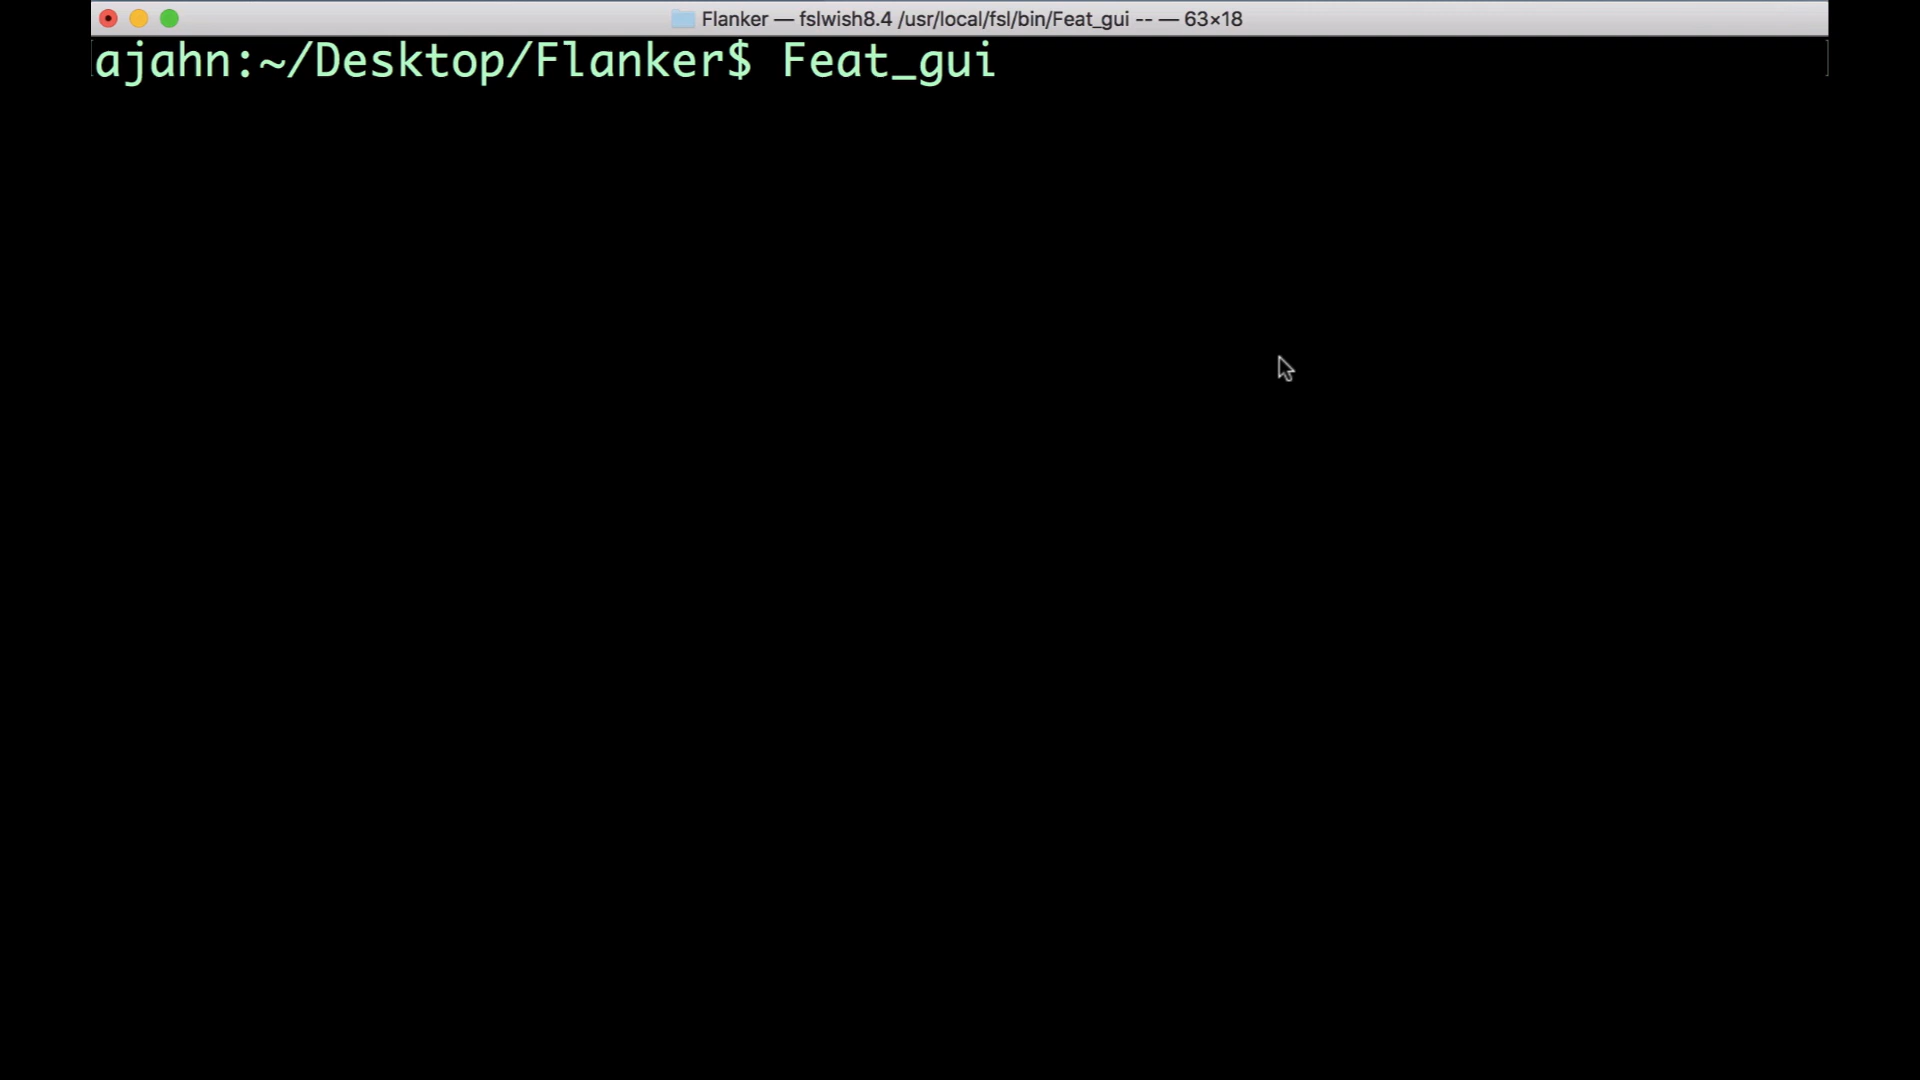 Flanker — fslwish8.4 /usr/local/fsl/bin/Feat_gui -- — 63×18
ajahn:~/Desktop/Flanker$ Feat_gui